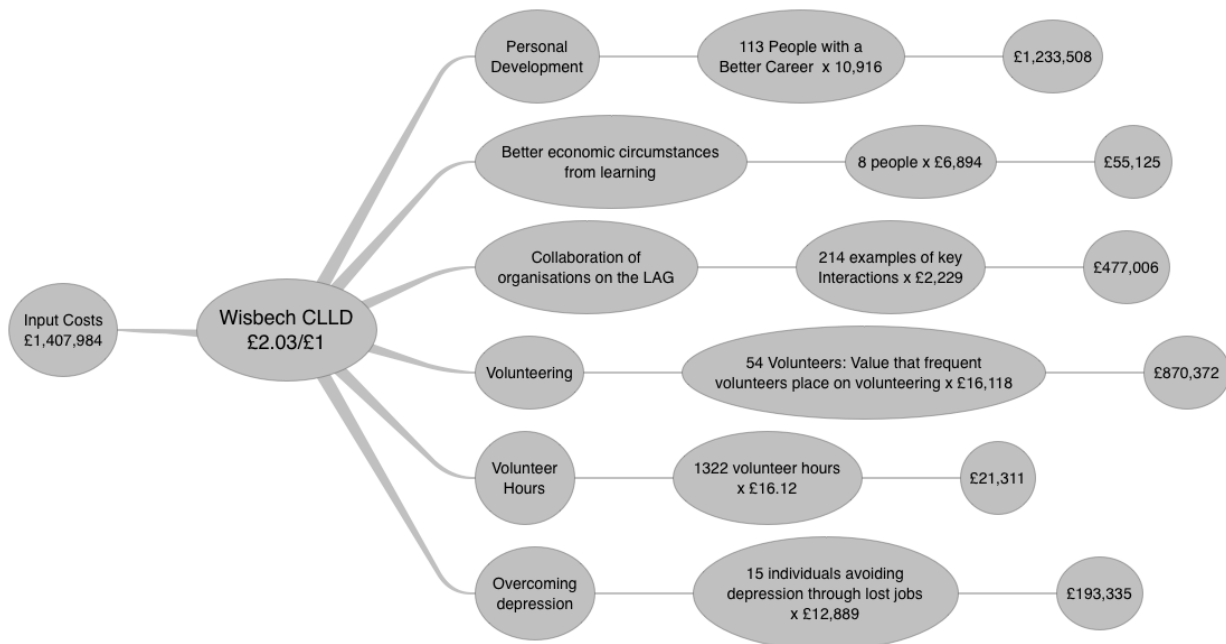 Input Costs
£1,407,984
Wisbech CLLD
£2.03/£1
Personal
Development
113 People with a
Better Career x 10,916
£1,233,508
Better economic circumstances
from learning
8 people x £6,894
£55,125
Collaboration of
organisations on the LAG
214 examples of key
Interactions x £2,229
£477,006
Volunteering
54 Volunteers: Value that frequent
volunteers place on volunteering x £16,118
£870,372
Volunteer
Hours
1322 volunteer hours
x £16.12
£21,311
Overcoming
depression
15 individuals avoiding
depression through lost jobs
x £12,889
£193,335